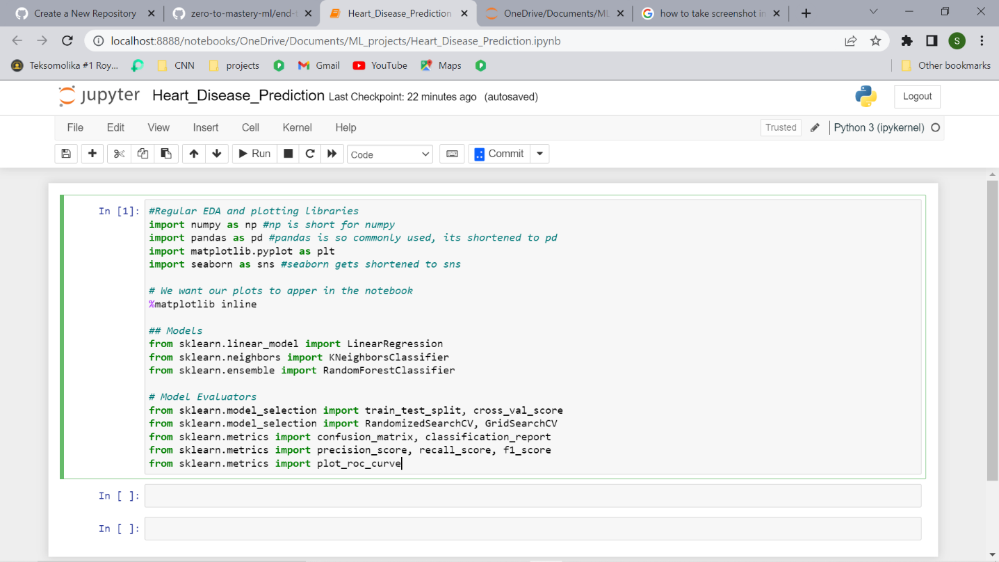 Create a New Repository
zero-to-mastery-ml/end-t
Heart_Disease_Prediction
OneDrive/Documents/ML
how to take screenshot in
localhost:8888/notebooks/OneDrive/Documents/ML_projects/Heart_Disease_Prediction.ipynb
S
Teksomolika #1 Roy...
CNN
projects
Gmail
YouTube
Maps
Other bookmarks
jupyter Heart_Disease_Prediction Last Checkpoint: 22 minutes ago (autosaved)
Logout
File Edit View Insert Cell Kernel Help
Trusted
Python 3 (ipykernel)
Run
Code
Commit
In [1]:
#Regular EDA and plotting libraries
import numpy as np #np is short for numpy
import pandas as pd #pandas is so commonly used, its shortened to pd
import matplotlib.pyplot as plt
import seaborn as sns #seaborn gets shortened to sns
# We want our plots to apper in the notebook
%matplotlib inline
## Models
from sklearn.linear_model import LinearRegression
from sklearn.neighbors import KNeighborsClassifier
from sklearn.ensemble import RandomForestClassifier
# Model Evaluators
from sklearn.model_selection import train_test_split, cross_val_score
from sklearn.model_selection import RandomizedSearchCV, GridSearchCV
from sklearn.metrics import confusion_matrix, classification_report
from sklearn.metrics import precision_score, recall_score, f1_score
from sklearn.metrics import plot_roc_curve
In [ ]:
In [ ]: